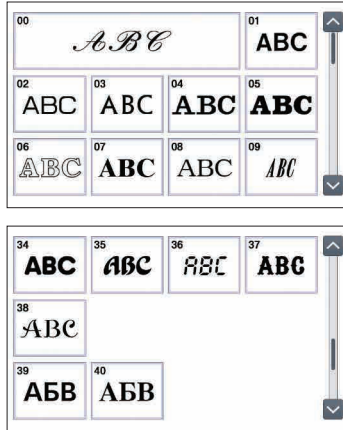 00 ABC 01 ABC
02 ABC 03 ABC 04 ABC 05 ABC
06 ABC 07 ABC 08 ABC 09 ABC
34 ABC 35 ABC 36 ABC 37 ABC
38 ABC
39 АБВ 40 АБВ